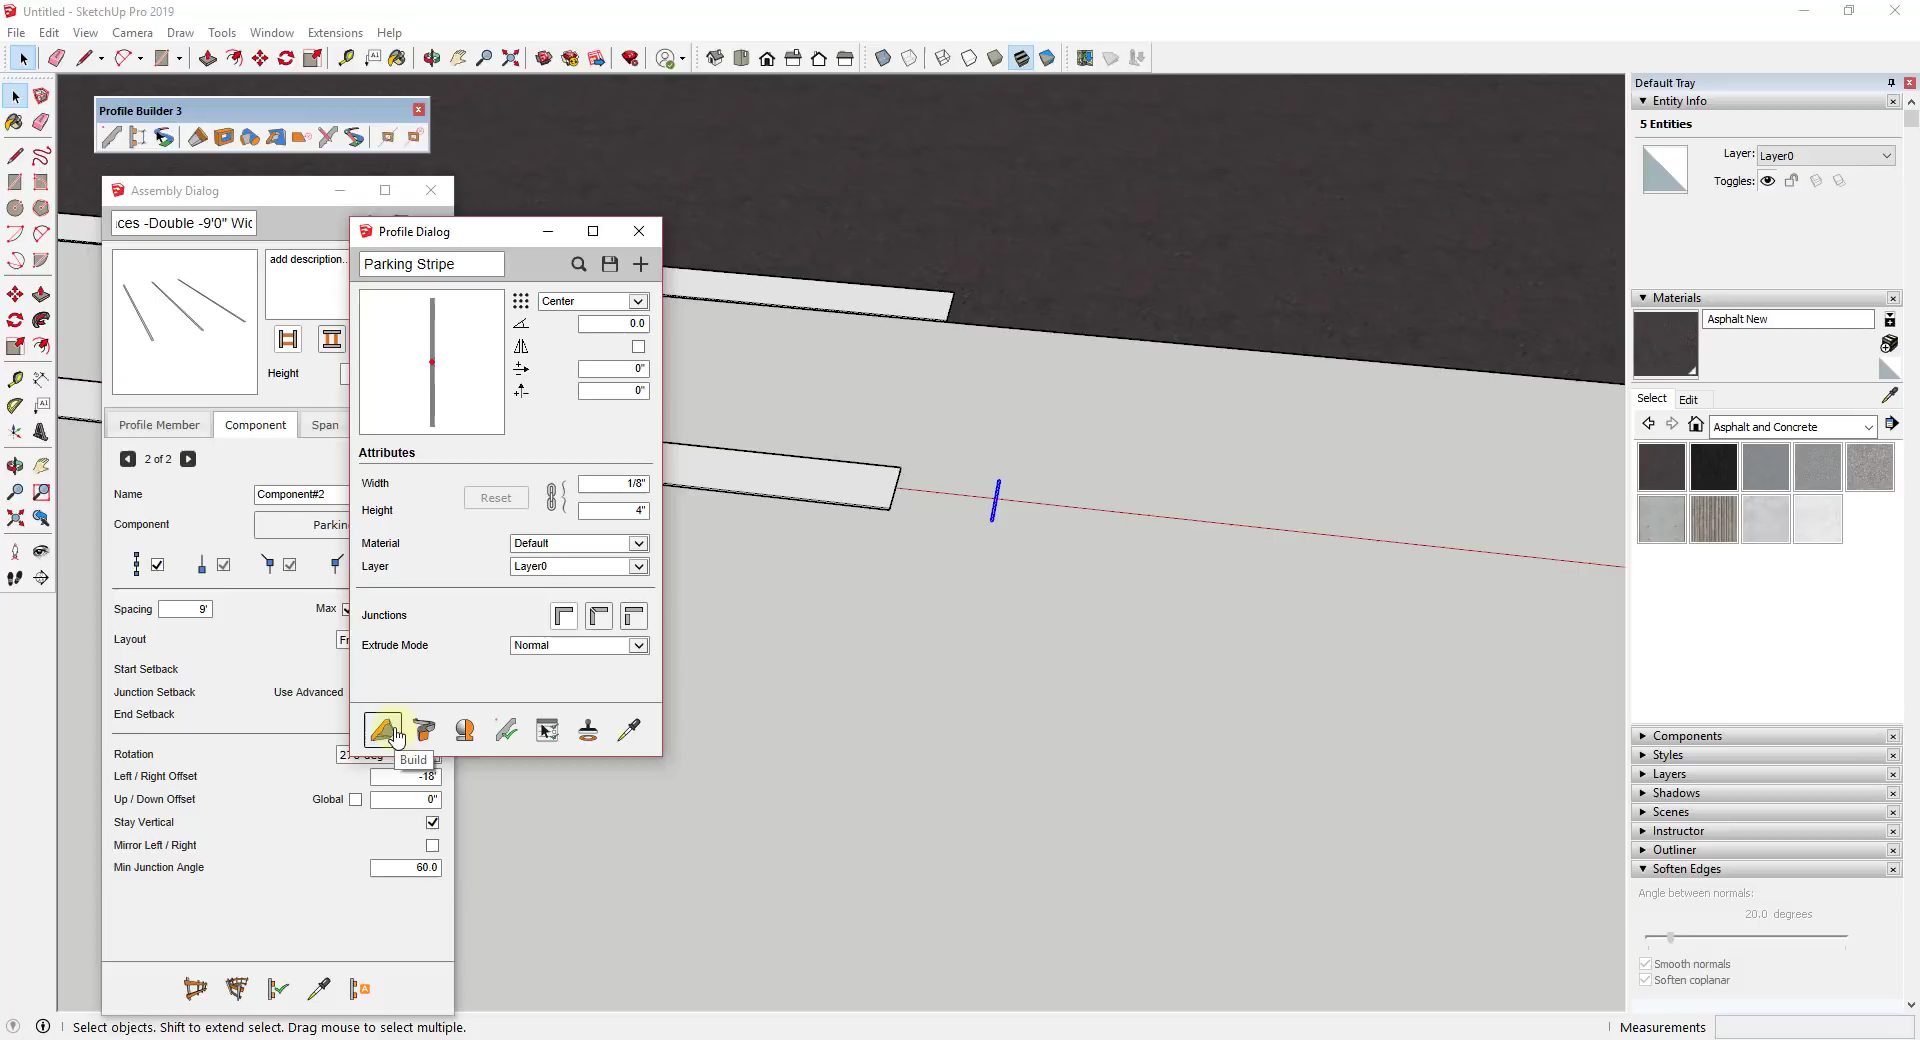 Untitled - SketchUp Pro 2019
File Edit View Camera Draw Tools Window Extensions Help
Profile Builder 3
Assembly Dialog
ces -Double -9'0" Wic
add description..
Height
Profile Member Component Span
2 of 2
Name Component#2
Component Parkin
Spacing 9' Max
Layout Fr
Start Setback
Junction Setback Use Advanced
End Setback
Rotation
Left / Right Offset -18'
Up / Down Offset Global 0"
Stay Vertical
Mirror Left / Right
Min Junction Angle 60.0
Profile Dialog
Parking Stripe
Center
0.0
0"
0"
Attributes
Width Reset 1/8"
Height 4"
Material Default
Layer Layer0
Junctions
Extrude Mode Normal
Build
Default Tray
Entity Info
5 Entities
Layer: Layer0
Toggles:
Materials
Asphalt New
Select Edit
Asphalt and Concrete
Components
Styles
Layers
Shadows
Scenes
Instructor
Outliner
Soften Edges
Angle between normals:
20.0 degrees
Smooth normals
Soften coplanar
Select objects. Shift to extend select. Drag mouse to select multiple.
Measurements